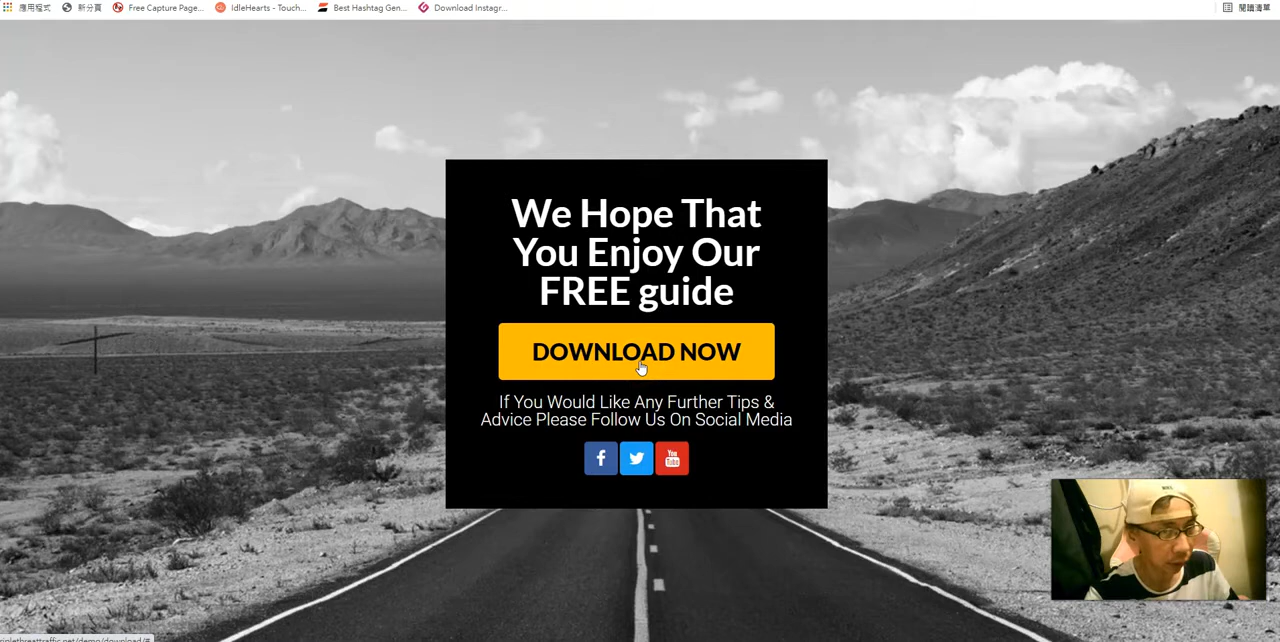 應用程式 新分頁 Free Capture Page... IdleHearts - Touch... Best Hashtag Gen... Download Instagr... 閱讀清單
We Hope That
You Enjoy Our
FREE guide
DOWNLOAD NOW
If You Would Like Any Further Tips &
Advice Please Follow Us On Social Media
f You Tube